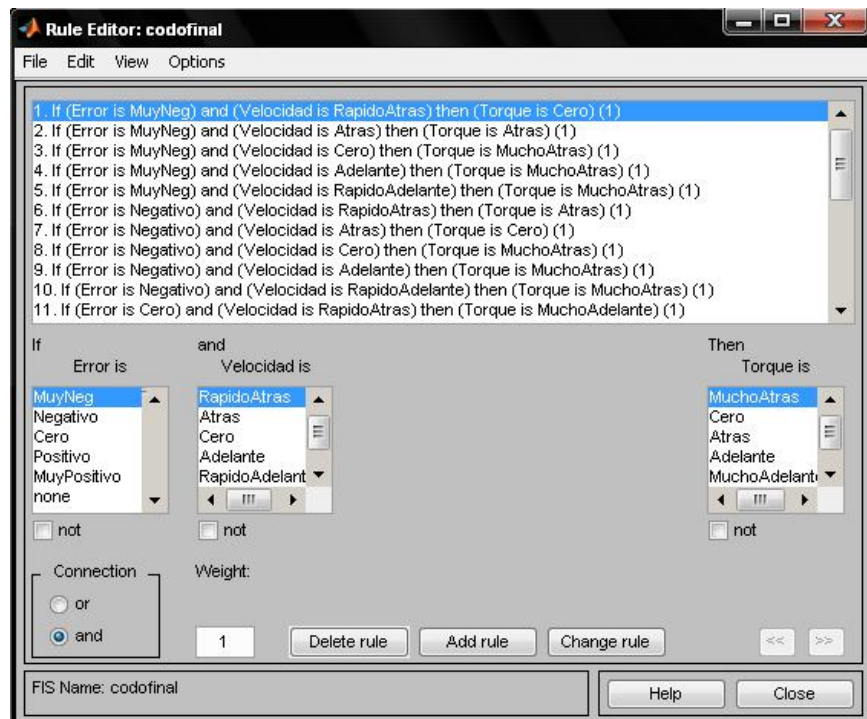 Rule Editor: codofinal
File Edit View Options
1. If (Error is MuyNeg) and (Velocidad is RapidoAtras) then (Torque is Cero) (1)
2. If (Error is MuyNeg) and (Velocidad is Atras) then (Torque is Atras) (1)
3. If (Error is MuyNeg) and (Velocidad is Cero) then (Torque is MuchoAtras) (1)
4. If (Error is MuyNeg) and (Velocidad is Adelante) then (Torque is MuchoAtras) (1)
5. If (Error is MuyNeg) and (Velocidad is RapidoAdelante) then (Torque is MuchoAtras) (1)
6. If (Error is Negativo) and (Velocidad is RapidoAtras) then (Torque is Atras) (1)
7. If (Error is Negativo) and (Velocidad is Atras) then (Torque is Cero) (1)
8. If (Error is Negativo) and (Velocidad is Cero) then (Torque is MuchoAtras) (1)
9. If (Error is Negativo) and (Velocidad is Adelante) then (Torque is MuchoAtras) (1)
10. If (Error is Negativo) and (Velocidad is RapidoAdelante) then (Torque is MuchoAtras) (1)
11. If (Error is Cero) and (Velocidad is RapidoAtras) then (Torque is MuchoAdelante) (1)
If and Then
Error is Velocidad is Torque is
MuyNeg RapidoAtras MuchoAtras
Negativo Atras Cero
Cero Cero Atras
Positivo Adelante Adelante
MuyPositivo RapidoAdelant MuchoAdelant
none
not not not
Connection Weight:
or
and 1 Delete rule Add rule Change rule << >>
FIS Name: codofinal Help Close